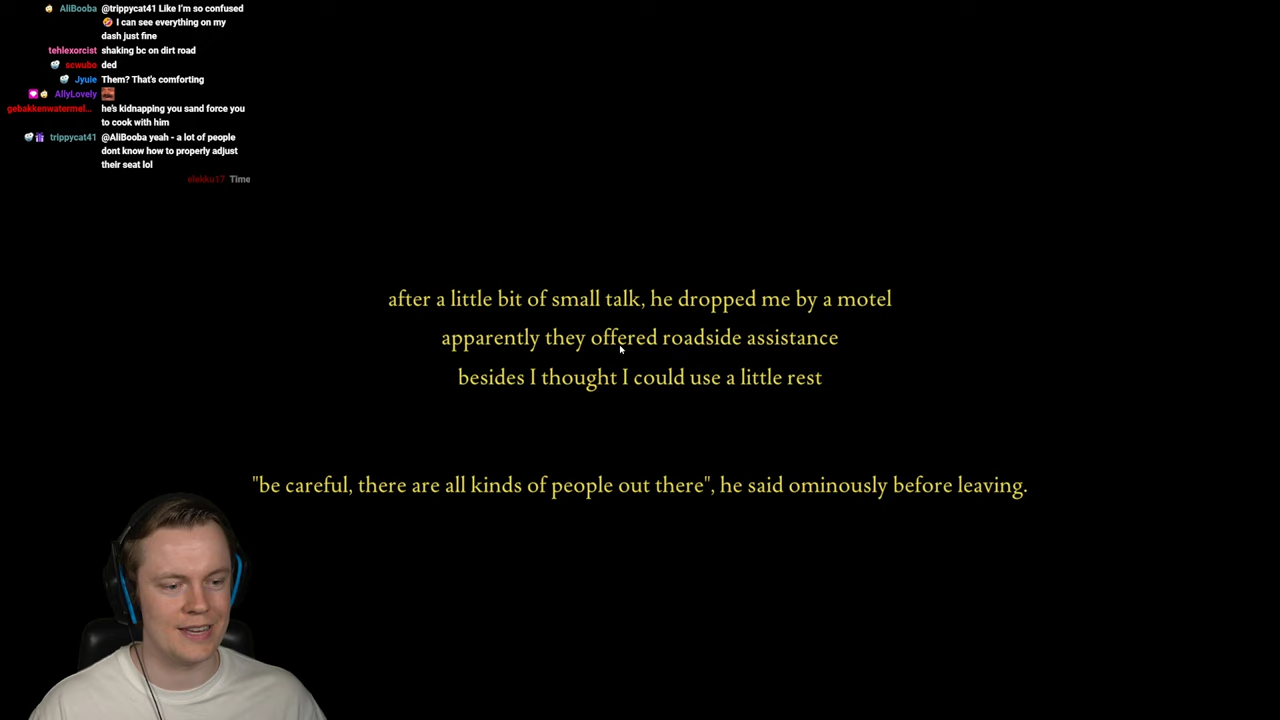 AliBooba @trippycat41 Like I'm so confused
I can see everything on my
dash just fine
tehlexorcist shaking bc on dirt road
scwubo ded
Jyuie Them? That's comforting
AllyLovely
gebakkenwatermel... he's kidnapping you sand force you
to cook with him
trippycat41 @AliBooba yeah - a lot of people
dont know how to properly adjust
their seat lol
elekku17 Time
after a little bit of small talk, he dropped me by a motel
apparently they offered roadside assistance
besides I thought I could use a little rest
"be careful, there are all kinds of people out there", he said ominously before leaving.